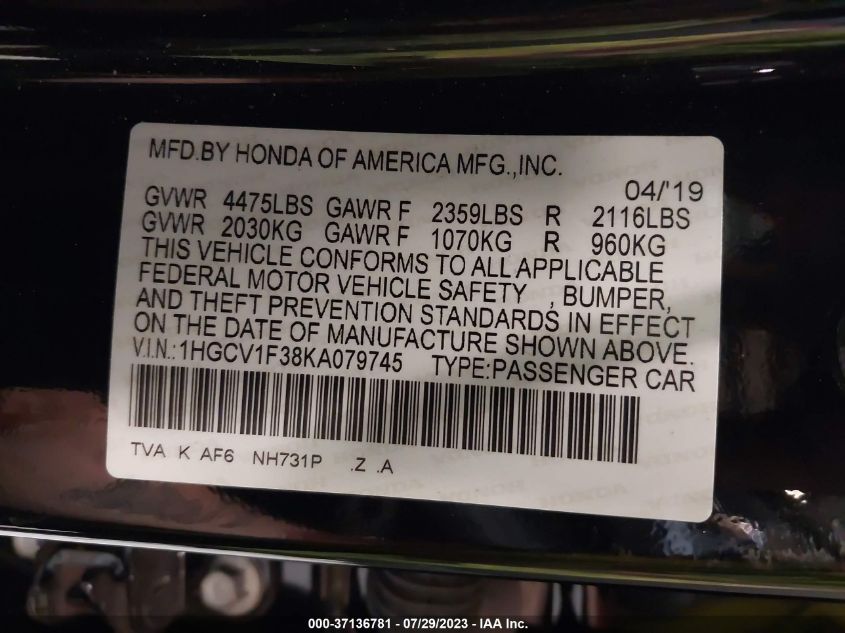 MFD.BY HONDA OF AMERICA MFG.,INC.
04/'19
GVWR 4475LBS GAWR F 2359LBS R 2116LBS
GVWR 2030KG GAWR F 1070KG R 960KG
THIS VEHICLE CONFORMS TO ALL APPLICABLE
FEDERAL MOTOR VEHICLE SAFETY , BUMPER,
AND THEFT PREVENTION STANDARDS IN EFFECT
ON THE DATE OF MANUFACTURE SHOWN ABOVE.
V.I.N.:1HGCV1F38KA079745 TYPE:PASSENGER CAR
TVA K AF6 NH731P .Z .A
000-37136781 - 07/29/2023 - IAA Inc.